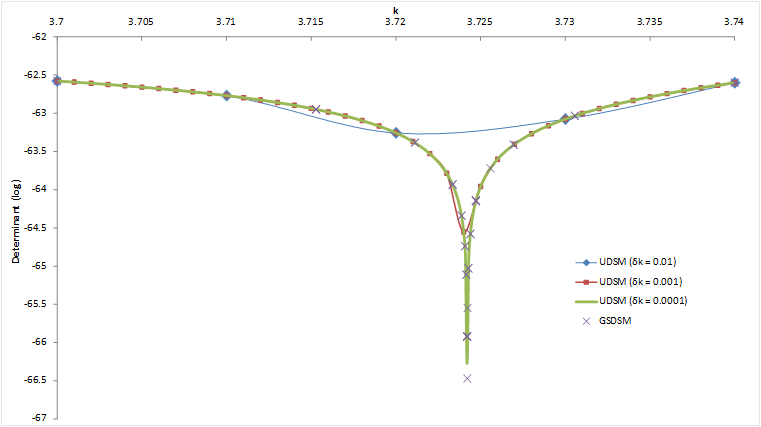 k
3.7 3.705 3.71 3.715 3.72 3.725 3.73 3.735 3.74
-62
-62.5
-63
-63.5
-64
-64.5
-65
-65.5
-66
-66.5
-67
Determinant (log)
UDSM (δk = 0.01)
UDSM (δk = 0.001)
UDSM (δk = 0.0001)
GSDSM